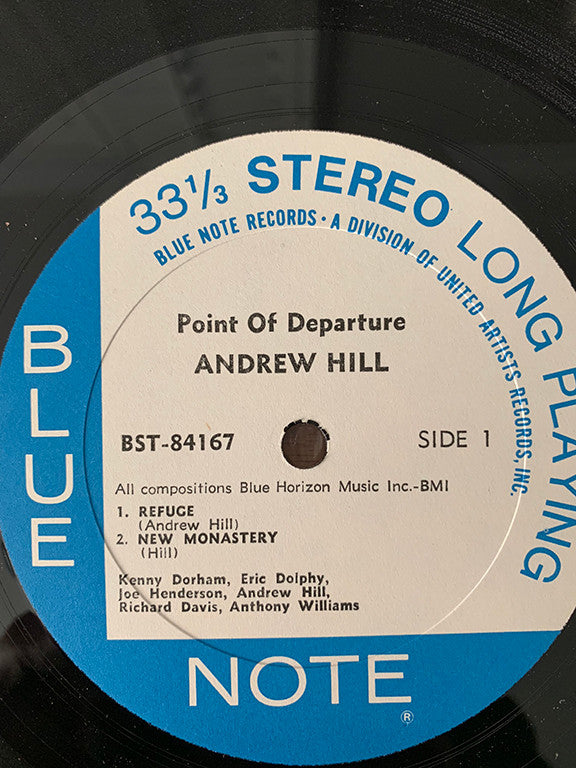 33⅓ STEREO LONG PLAYING
BLUE NOTE RECORDS • A DIVISION OF UNITED ARTISTS RECORDS, INC.
Point Of Departure
ANDREW HILL
BST-84167 SIDE 1
All compositions Blue Horizon Music Inc.-BMI
1. REFUGE
(Andrew Hill)
2. NEW MONASTERY
(Hill)
Kenny Dorham, Eric Dolphy,
Joe Henderson, Andrew Hill,
Richard Davis, Anthony Williams
BLUE
NOTE
®